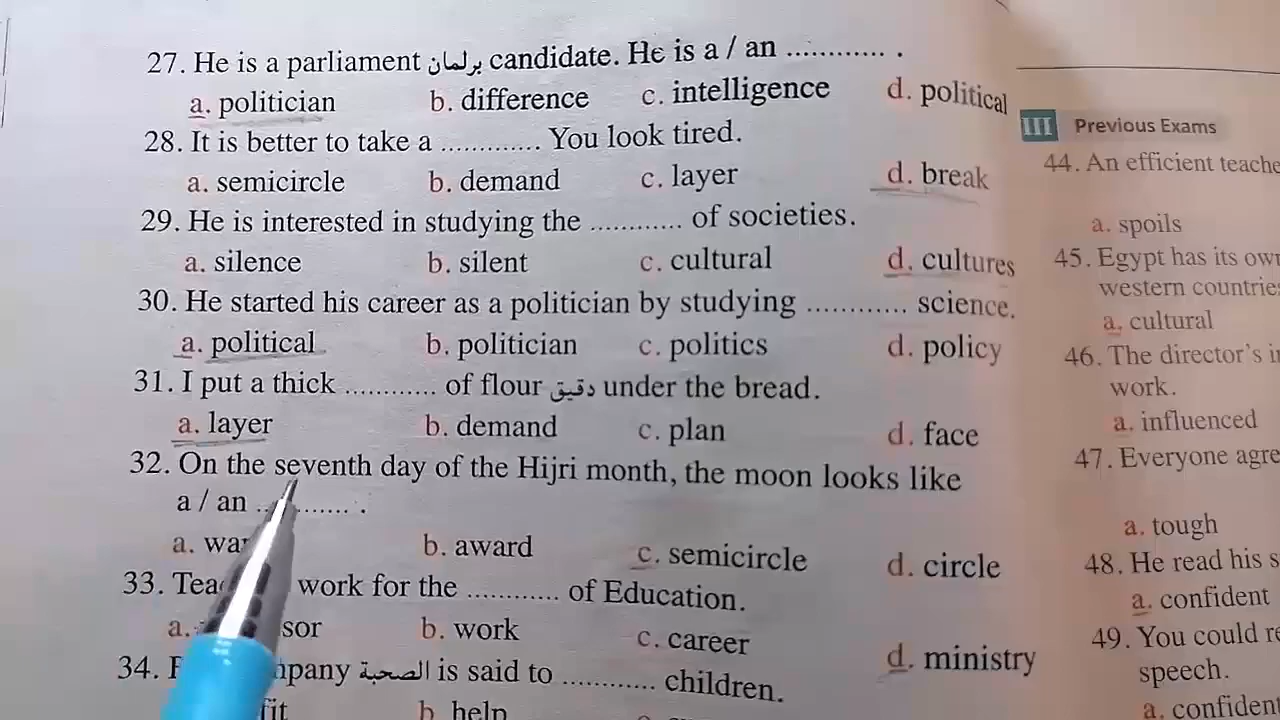 27. He is a parliament برلمان candidate. He is a / an ............ .
a. politician b. difference c. intelligence d. political
28. It is better to take a ............. You look tired.
a. semicircle b. demand c. layer d. break
29. He is interested in studying the ............ of societies.
a. silence b. silent c. cultural d. cultures
30. He started his career as a politician by studying ............. science.
a. political b. politician c. politics d. policy
31. I put a thick ............ of flour دقيق under the bread.
a. layer b. demand c. plan d. face
32. On the seventh day of the Hijri month, the moon looks like
a / an ............ .
a. b. award c. semicircle d. circle
33. work for the ............ of Education.
a. b. work c. career d. ministry
34. الصحبة is said to ............ children.
b help
III Previous Exams
44. An efficient
a. spoils
45. Egypt has its own
western
a. cultural
46. The director's
work.
a. influenced
47. Everyone
a. tough
48. He read his
a. confident
49. You could
speech.
a.